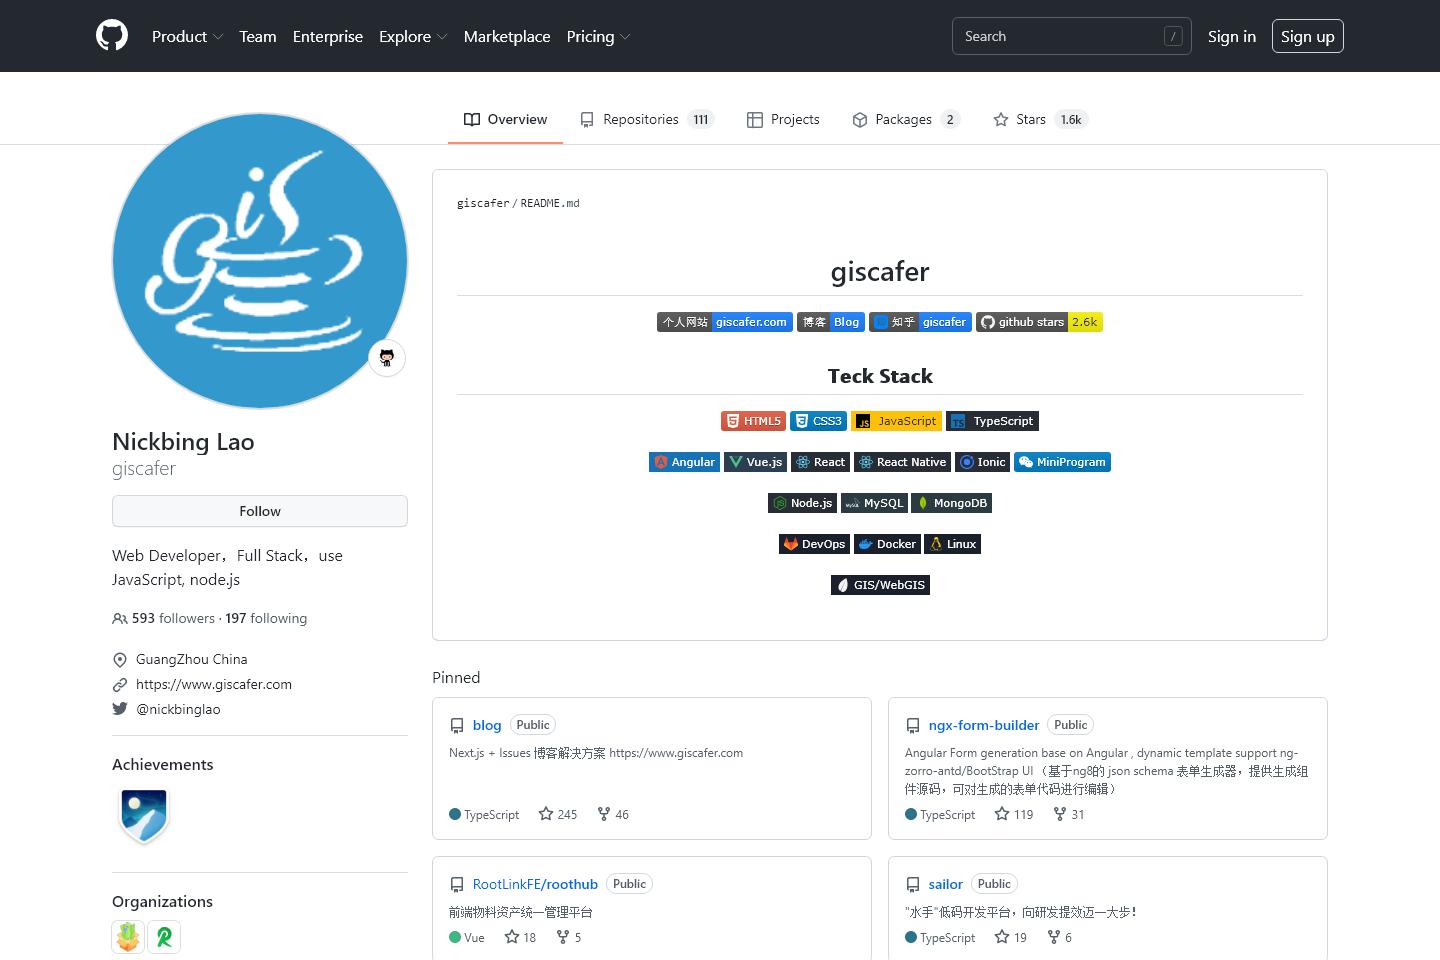 Product Team Enterprise Explore Marketplace Pricing Search / Sign in Sign up
Overview Repositories 111 Projects Packages 2 Stars 1.6k
GiS
Nickbing Lao
giscafer
Follow
Web Developer，Full Stack，use
JavaScript, node.js
593 followers · 197 following
GuangZhou China
https://www.giscafer.com
@nickbinglao
Achievements
Organizations
giscafer / README.md
giscafer
个人网站 giscafer.com 博客 Blog 知乎 giscafer github stars 2.6k
Teck Stack
HTML5 CSS3 JS JavaScript TS TypeScript
Angular Vue.js React React Native Ionic MiniProgram
Node.js MySQL MongoDB
DevOps Docker Linux
GIS/WebGIS
Pinned
blog Public
Next.js + Issues 博客解决方案 https://www.giscafer.com
TypeScript 245 46
ngx-form-builder Public
Angular Form generation base on Angular , dynamic template support ng-
zorro-antd/BootStrap UI （基于ng8的 json schema 表单生成器，提供生成组
件源码，可对生成的表单代码进行编辑）
TypeScript 119 31
RootLinkFE/roothub Public
前端物料资产统一管理平台
Vue 18 5
sailor Public
"水手"低码开发平台，向研发提效迈一大步！
TypeScript 19 6